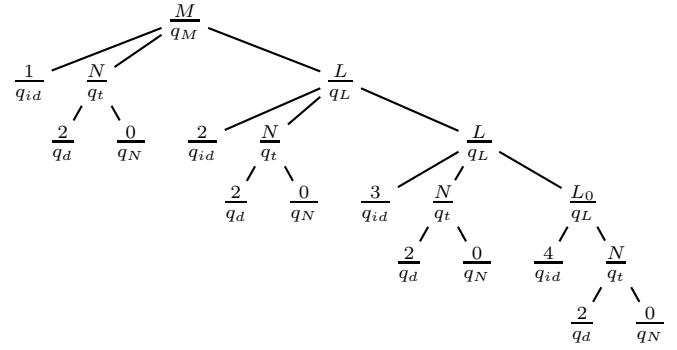 M/q_M
1/q_id N/q_t L/q_L
2/q_d 0/q_N 2/q_id N/q_t L/q_L
2/q_d 0/q_N 3/q_id N/q_t L_0/q_L
2/q_d 0/q_N 4/q_id N/q_t
2/q_d 0/q_N